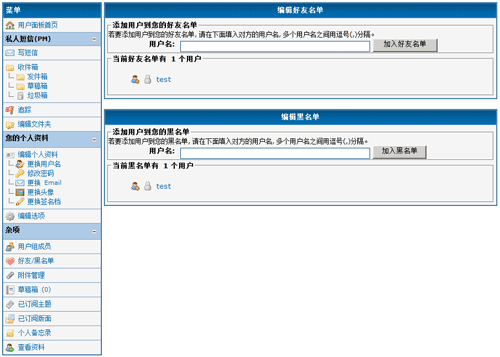 菜单
用户面板首页
私人短信(PM)
写短信
收件箱
发件箱
草稿箱
垃圾箱
追踪
编辑文件夹
您的个人资料
编辑个人资料
更换用户名
修改密码
更换 Email
更换头像
更换签名档
编辑选项
杂项
用户组成员
好友/黑名单
附件管理
草稿箱 (0)
已订阅主题
已订阅版面
个人备忘录
查看资料
编辑好友名单
添加用户到您的好友名单
若要添加用户到您的好友名单, 请在下面填入对方的用户名, 多个用户名之间用逗号(,)分隔。
用户名: 加入好友名单
当前好友名单有 1 个用户
test
编辑黑名单
添加用户到您的黑名单
若要添加用户到您的黑名单, 请在下面填入对方的用户名, 多个用户名之间用逗号(,)分隔。
用户名: 加入黑名单
当前黑名单有 1 个用户
test